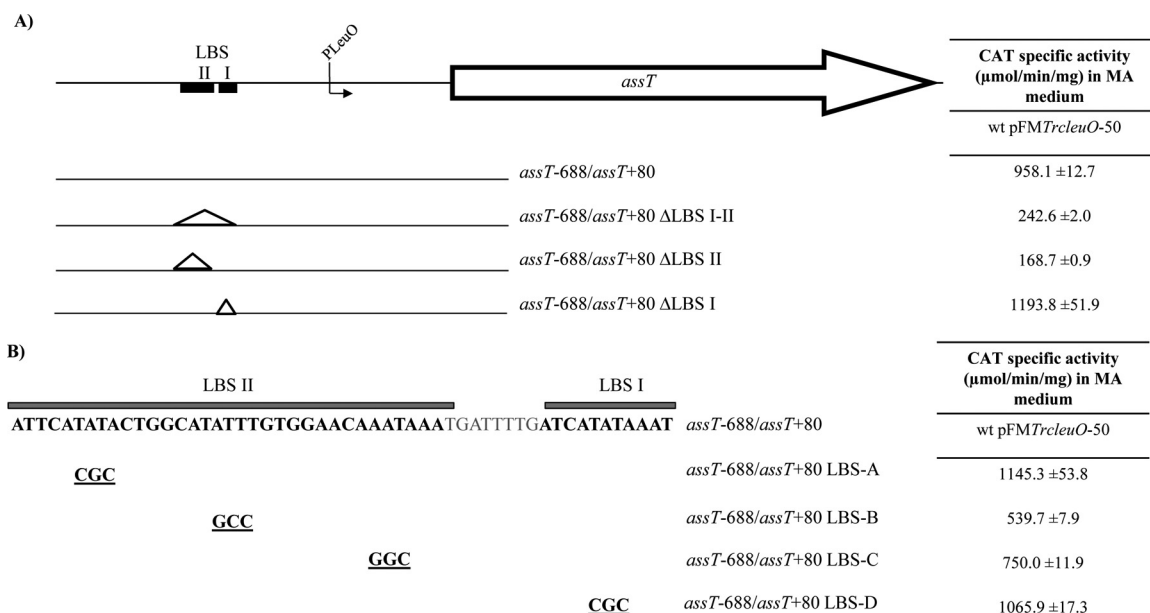 A)
LBS
II I
PLeuO
assT
CAT specific activity
(µmol/min/mg) in MA
medium
wt pFMTrcleuO-50
assT-688/assT+80
958.1 ±12.7
assT-688/assT+80 ΔLBS I-II
242.6 ±2.0
assT-688/assT+80 ΔLBS II
168.7 ±0.9
assT-688/assT+80 ΔLBS I
1193.8 ±51.9
B)
LBS II
LBS I
CAT specific activity
(µmol/min/mg) in MA
medium
ATTCATATACTGGCATATTTGTGGAACAAATAAATGATTTTGATCATATAAAT
assT-688/assT+80
wt pFMTrcleuO-50
CGC
assT-688/assT+80 LBS-A
1145.3 ±53.8
GCC
assT-688/assT+80 LBS-B
539.7 ±7.9
GGC
assT-688/assT+80 LBS-C
750.0 ±11.9
CGC
assT-688/assT+80 LBS-D
1065.9 ±17.3